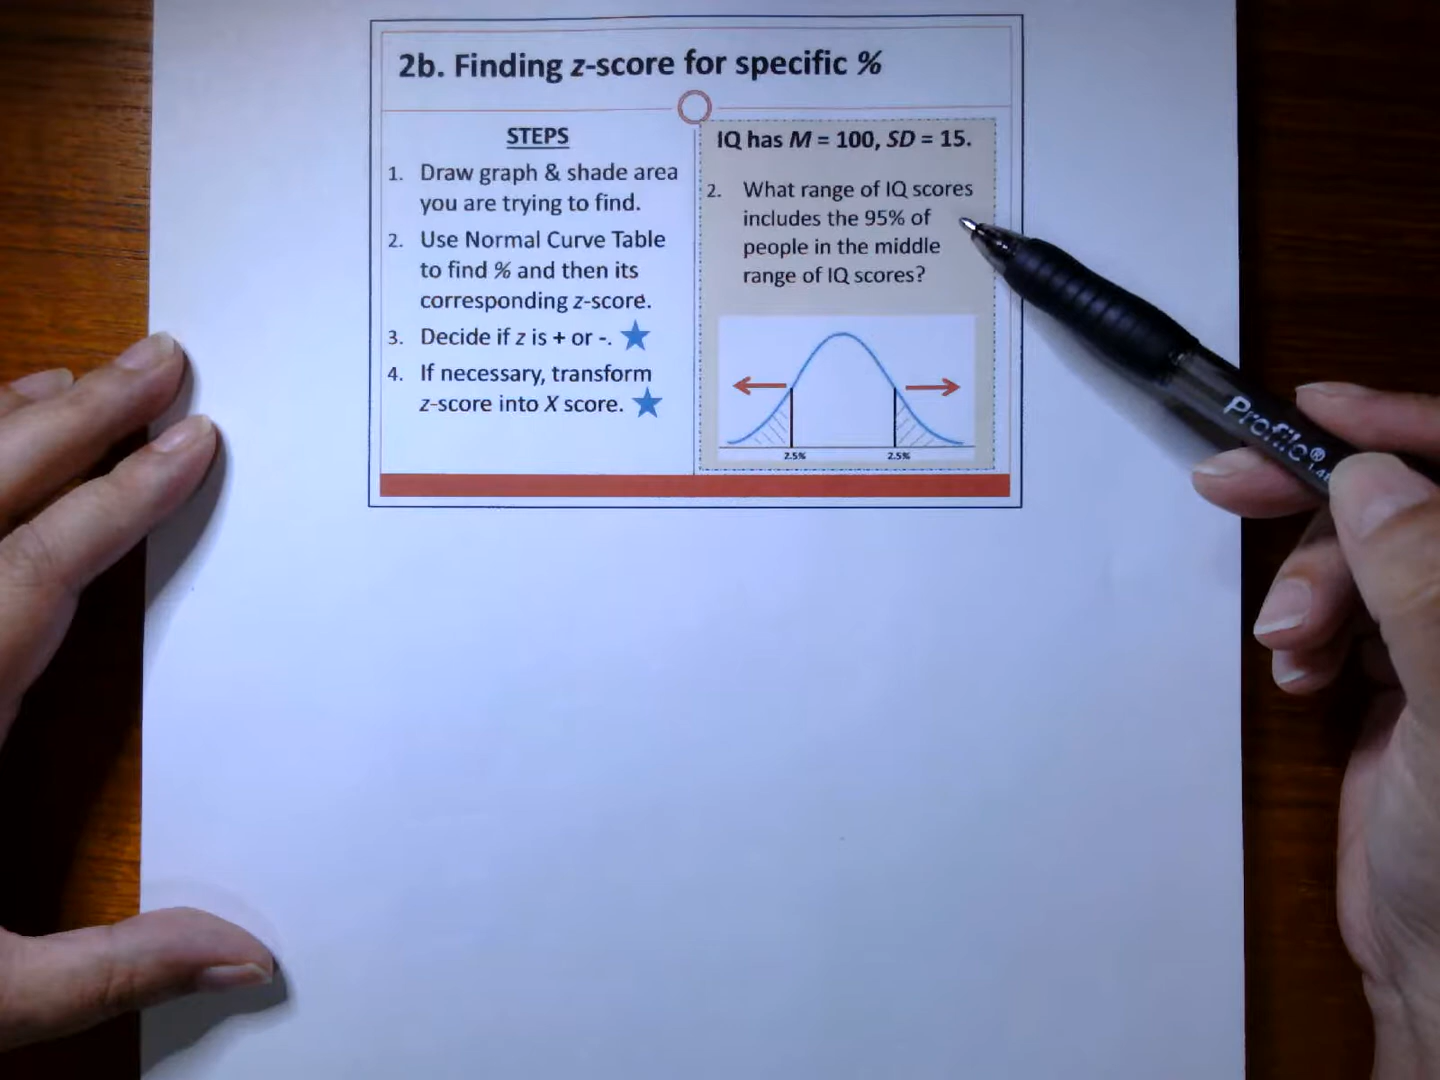 2b. Finding z-score for specific %
STEPS
1. Draw graph & shade area
you are trying to find.
2. Use Normal Curve Table
to find % and then its
corresponding z-score.
3. Decide if z is + or -.
4. If necessary, transform
z-score into X score.
IQ has M = 100, SD = 15.
2. What range of IQ scores
includes the 95% of
people in the middle
range of IQ scores?
2.5% 2.5%
Profile®